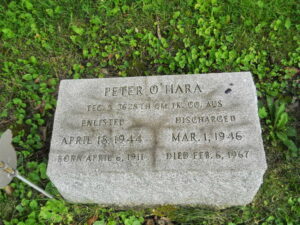 PETER O'HARA
TEC. 5 3628TH QM. TK. CO. AUS
ENLISTED DISCHARGED
APRIL 18, 1944 MAR. 1, 1946
BORN APRIL 6, 1911 DIED FEB. 6, 1967